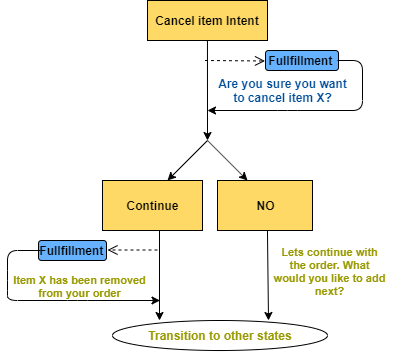 Cancel item Intent
Fullfillment
Are you sure you want
to cancel item X?
Continue
NO
Fullfillment
Item X has been removed
from your order
Lets continue with
the order. What
would you like to add
next?
Transition to other states